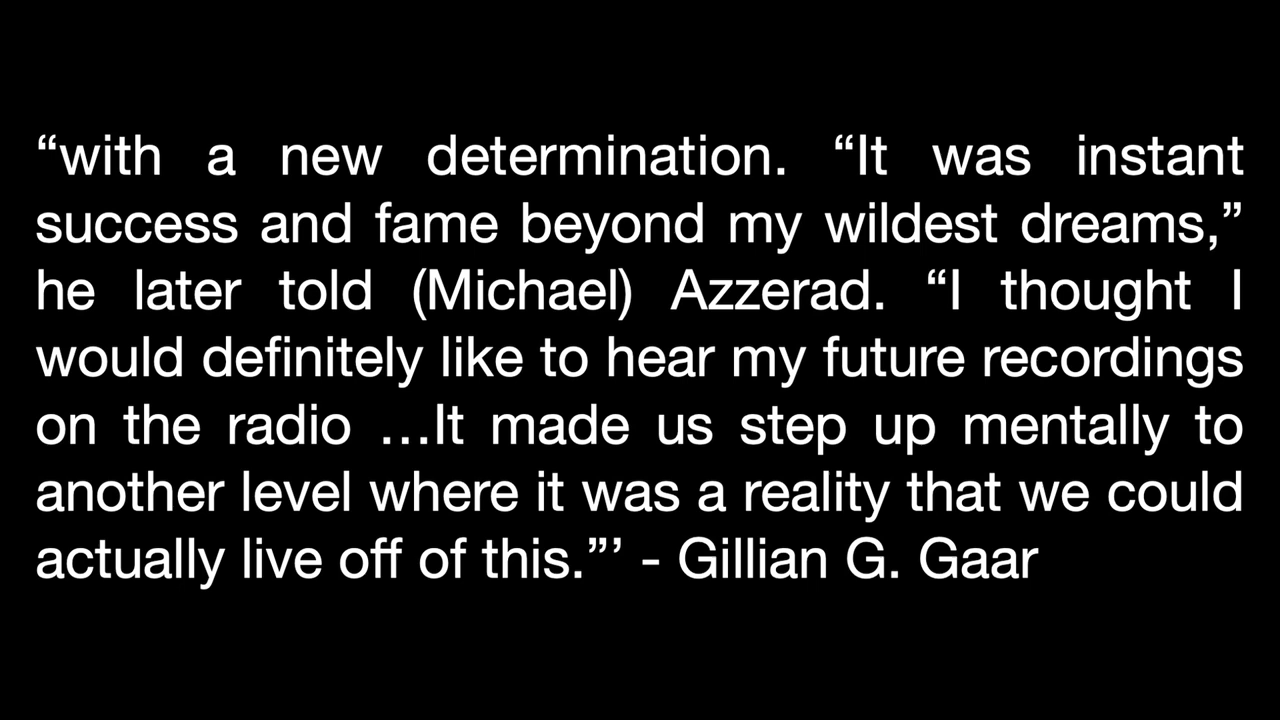 “with a new determination. “It was instant
success and fame beyond my wildest dreams,”
he later told (Michael) Azzerad. “I thought I
would definitely like to hear my future recordings
on the radio …It made us step up mentally to
another level where it was a reality that we could
actually live off of this.”’ - Gillian G. Gaar